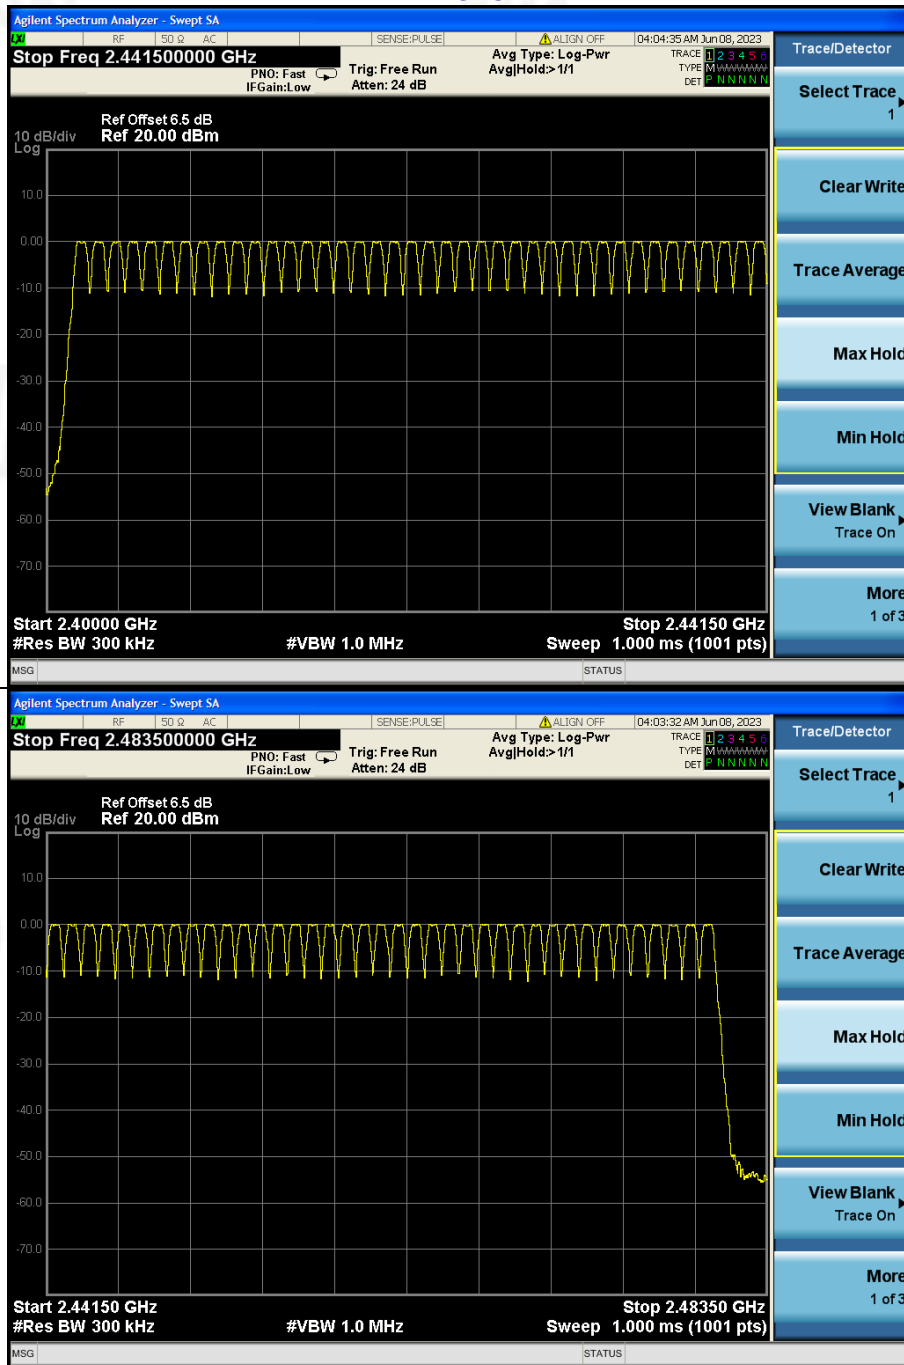 Agilent Spectrum Analyzer - Swept SA
LXI RF 50 Ω AC SENSE:PULSE ALIGN OFF 04:04:35 AM Jun 08, 2023
Stop Freq 2.441500000 GHz
PNO: Fast
IFGain:Low
Trig: Free Run
Atten: 24 dB
Avg Type: Log-Pwr
Avg|Hold:>1/1
TRACE 1 2 3 4 5 6
TYPE M WWWWW
DET P N N N N N
Trace/Detector
Select Trace
1
Clear Write
Trace Average
Max Hold
Min Hold
View Blank
Trace On
More
1 of 3
Ref Offset 6.5 dB
10 dB/div Ref 20.00 dBm
Log
10.0
0.00
-10.0
-20.0
-30.0
-40.0
-50.0
-60.0
-70.0
Start 2.40000 GHz Stop 2.44150 GHz
#Res BW 300 kHz #VBW 1.0 MHz Sweep 1.000 ms (1001 pts)
MSG STATUS
Agilent Spectrum Analyzer - Swept SA
LXI RF 50 Ω AC SENSE:PULSE ALIGN OFF 04:03:32 AM Jun 08, 2023
Stop Freq 2.483500000 GHz
PNO: Fast
IFGain:Low
Trig: Free Run
Atten: 24 dB
Avg Type: Log-Pwr
Avg|Hold:>1/1
TRACE 1 2 3 4 5 6
TYPE M WWWWW
DET P N N N N N
Trace/Detector
Select Trace
1
Clear Write
Trace Average
Max Hold
Min Hold
View Blank
Trace On
More
1 of 3
Ref Offset 6.5 dB
10 dB/div Ref 20.00 dBm
Log
10.0
0.00
-10.0
-20.0
-30.0
-40.0
-50.0
-60.0
-70.0
Start 2.44150 GHz Stop 2.48350 GHz
#Res BW 300 kHz #VBW 1.0 MHz Sweep 1.000 ms (1001 pts)
MSG STATUS